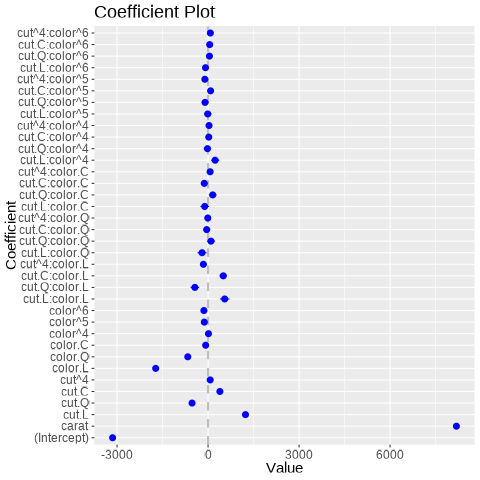 Coefficient Plot
cut^4:color^6
cut.C:color^6
cut.Q:color^6
cut.L:color^6
cut^4:color^5
cut.C:color^5
cut.Q:color^5
cut.L:color^5
cut^4:color^4
cut.C:color^4
cut.Q:color^4
cut.L:color^4
cut^4:color.C
cut.C:color.C
cut.Q:color.C
cut.L:color.C
cut^4:color.Q
cut.C:color.Q
cut.Q:color.Q
cut.L:color.Q
cut^4:color.L
cut.C:color.L
cut.Q:color.L
cut.L:color.L
color^6
color^5
color^4
color.C
color.Q
color.L
cut^4
cut.C
cut.Q
cut.L
carat
(Intercept)
Coefficient
-3000 0 3000 6000
Value